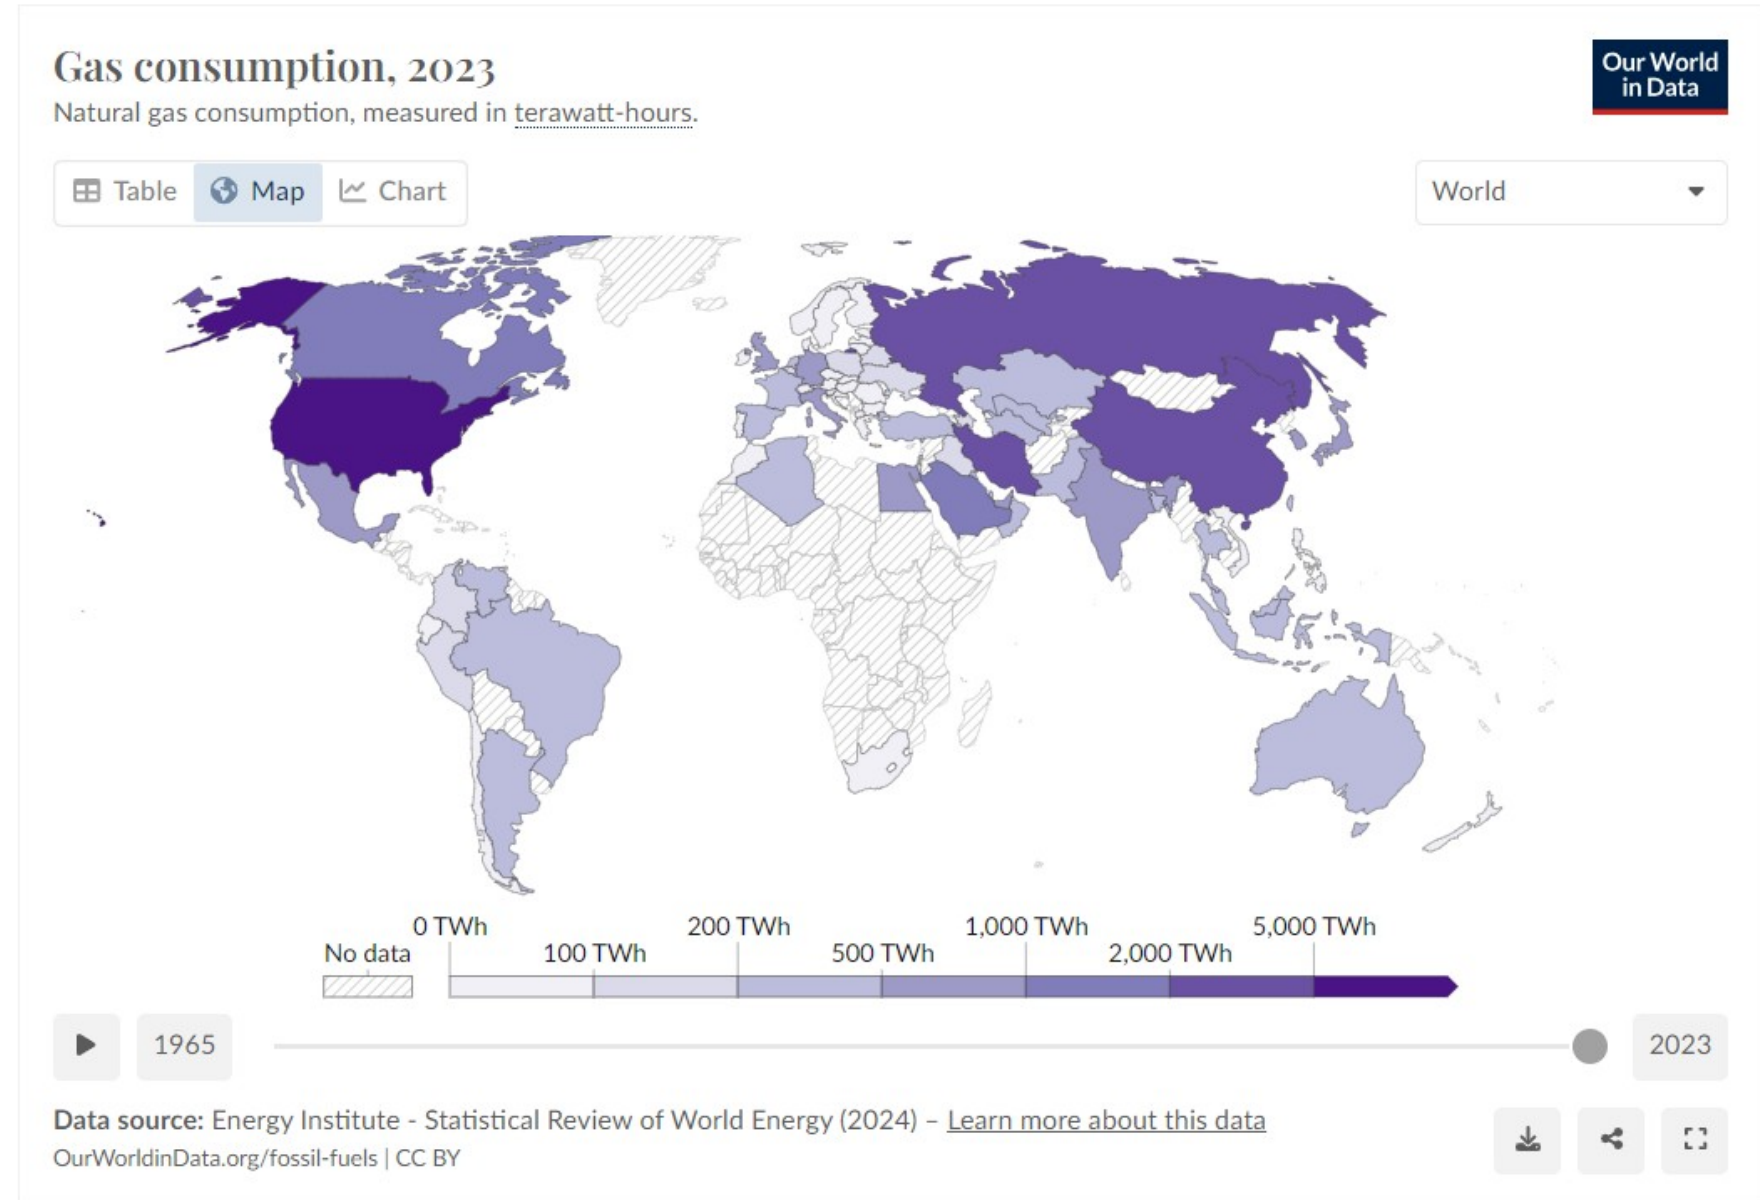 Gas consumption, 2023
Our World
in Data
Natural gas consumption, measured in terawatt-hours.
Table
Map
Chart
World
0 TWh
200 TWh
1,000 TWh
5,000 TWh
No data
100 TWh
500 TWh
2,000 TWh
1965
2023
Data source: Energy Institute - Statistical Review of World Energy (2024) – Learn more about this data
OurWorldinData.org/fossil-fuels | CC BY